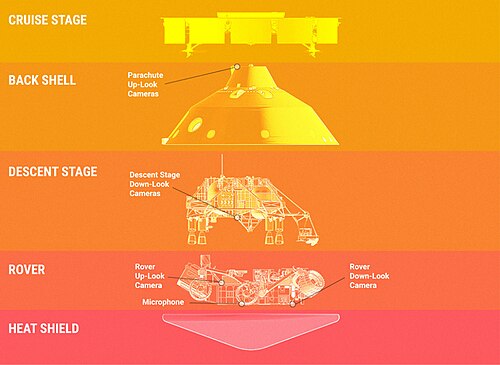 CRUISE STAGE
BACK SHELL
Parachute
Up-Look
Cameras
DESCENT STAGE
Descent Stage
Down-Look
Cameras
ROVER
Rover
Up-Look
Camera
Microphone
Rover
Down-Look
Camera
HEAT SHIELD